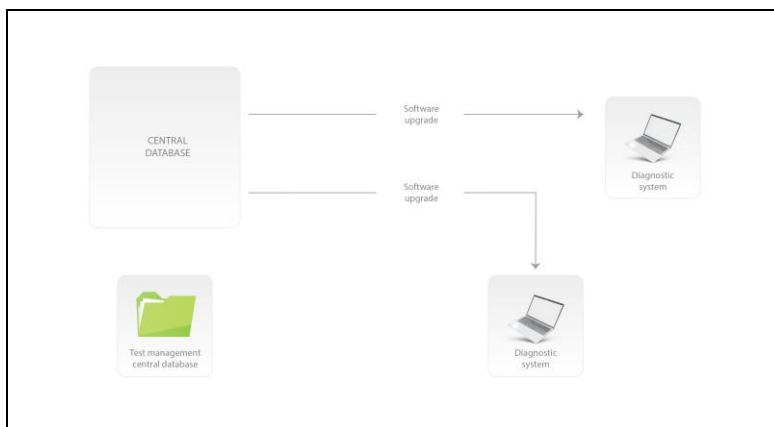 CENTRAL
DATABASE
Software
upgrade
Diagnostic
system
Software
upgrade
Test management
central database
Diagnostic
system